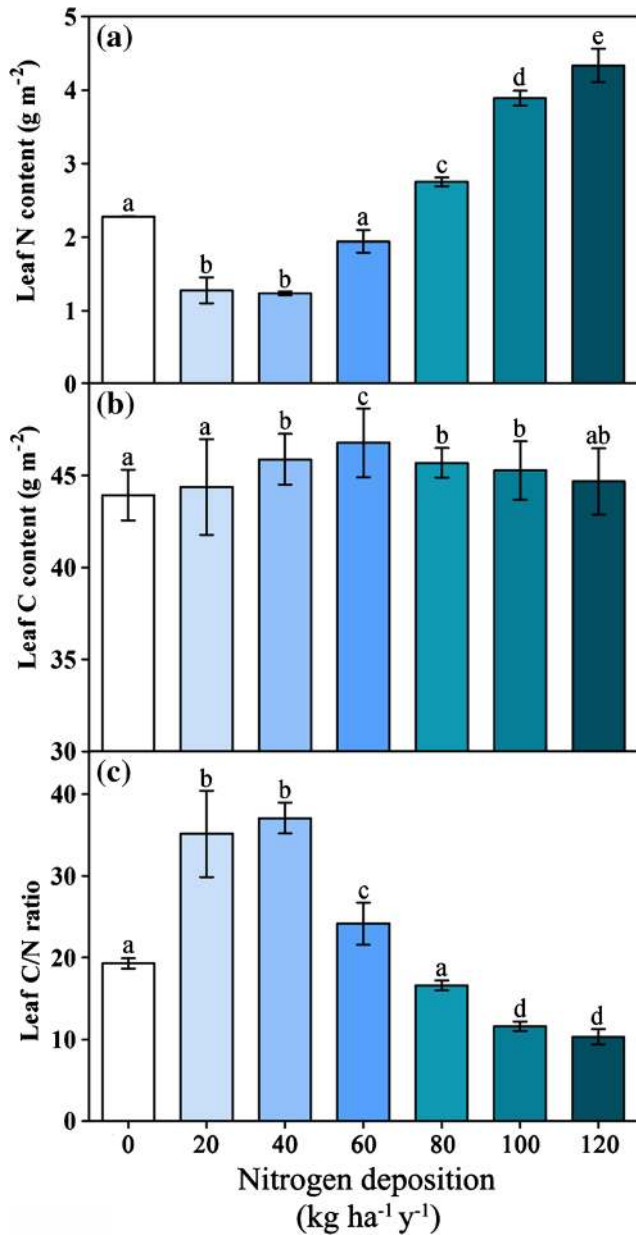 (a)
Leaf N content (g m⁻²)
5
4
3
2
1
0
a
b
b
a
c
d
e
(b)
Leaf C content (g m⁻²)
45
40
35
30
a
a
b
c
b
b
ab
(c)
Leaf C/N ratio
40
30
20
10
0
a
b
b
c
a
d
d
0 20 40 60 80 100 120
Nitrogen deposition
(kg ha⁻¹ y⁻¹)